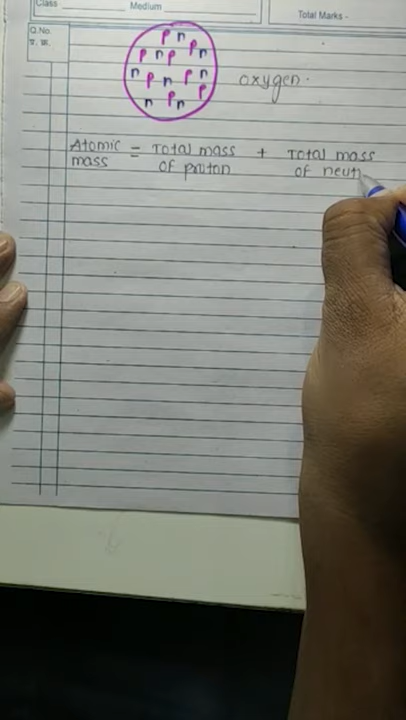 Class Medium
Total Marks -
Q.No.
प्र. क्र.
p n
p n p p n
n p n p n
n p n p
oxygen.
Atomic mass = Total mass of proton + Total mass of neut